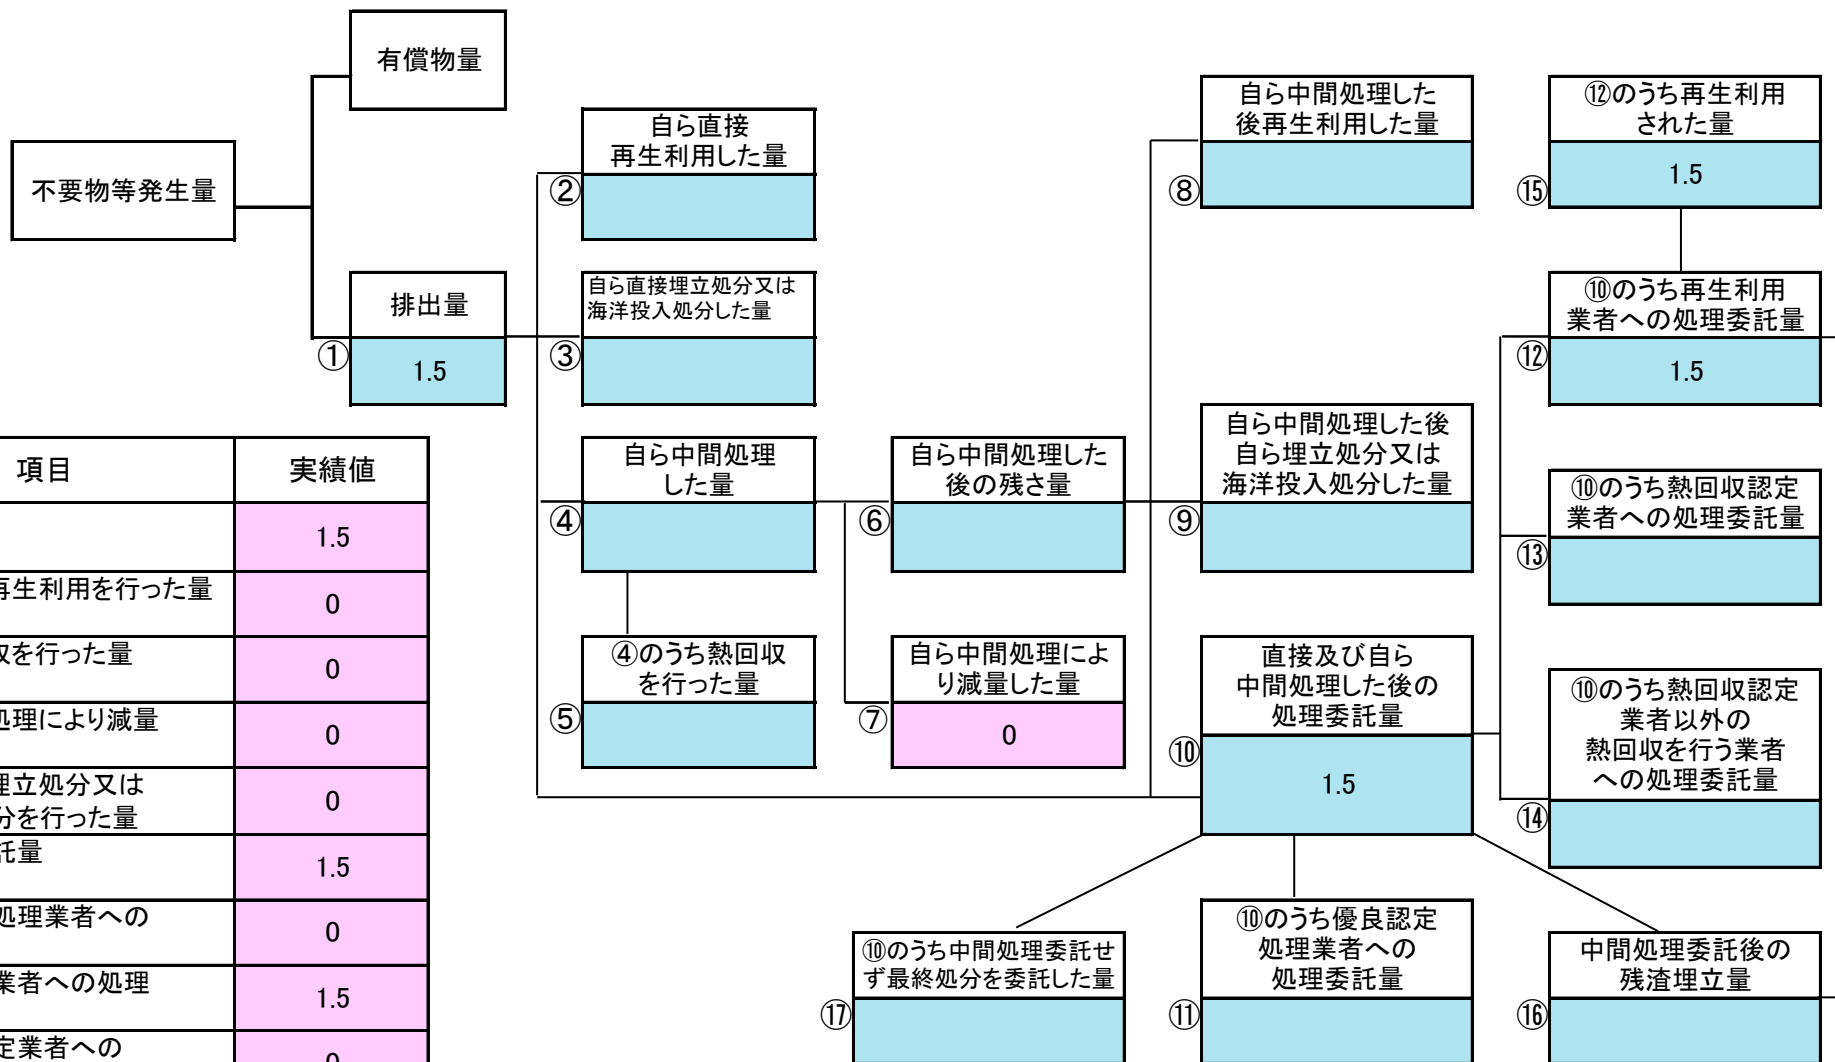 有償物量
不要物等発生量
排出量
①
1.5
自ら直接
再生利用した量
②
自ら直接埋立処分又は
海洋投入処分した量
③
自ら中間処理
した量
④
④のうち熱回収
を行った量
⑤
自ら中間処理した
後の残さ量
⑥
自ら中間処理によ
り減量した量
⑦
0
自ら中間処理した
後再生利用した量
⑧
自ら中間処理した後
自ら埋立処分又は
海洋投入処分した量
⑨
直接及び自ら
中間処理した後の
処理委託量
⑩
1.5
⑩のうち優良認定
処理業者への
処理委託量
⑪
⑩のうち再生利用
業者への処理委託量
⑫
1.5
⑩のうち熱回収認定
業者への処理委託量
⑬
⑩のうち熱回収認定
業者以外の
熱回収を行う業者
への処理委託量
⑭
⑫のうち再生利用
された量
⑮
1.5
中間処理委託後の
残渣埋立量
⑯
⑩のうち中間処理委託せ
ず最終処分を委託した量
⑰
項目 実績値
1.5
再生利用を行った量 0
を行った量 0
処理により減量 0
埋立処分又は
分を行った量 0
託量 1.5
処理業者への 0
業者への処理 1.5
定業者への